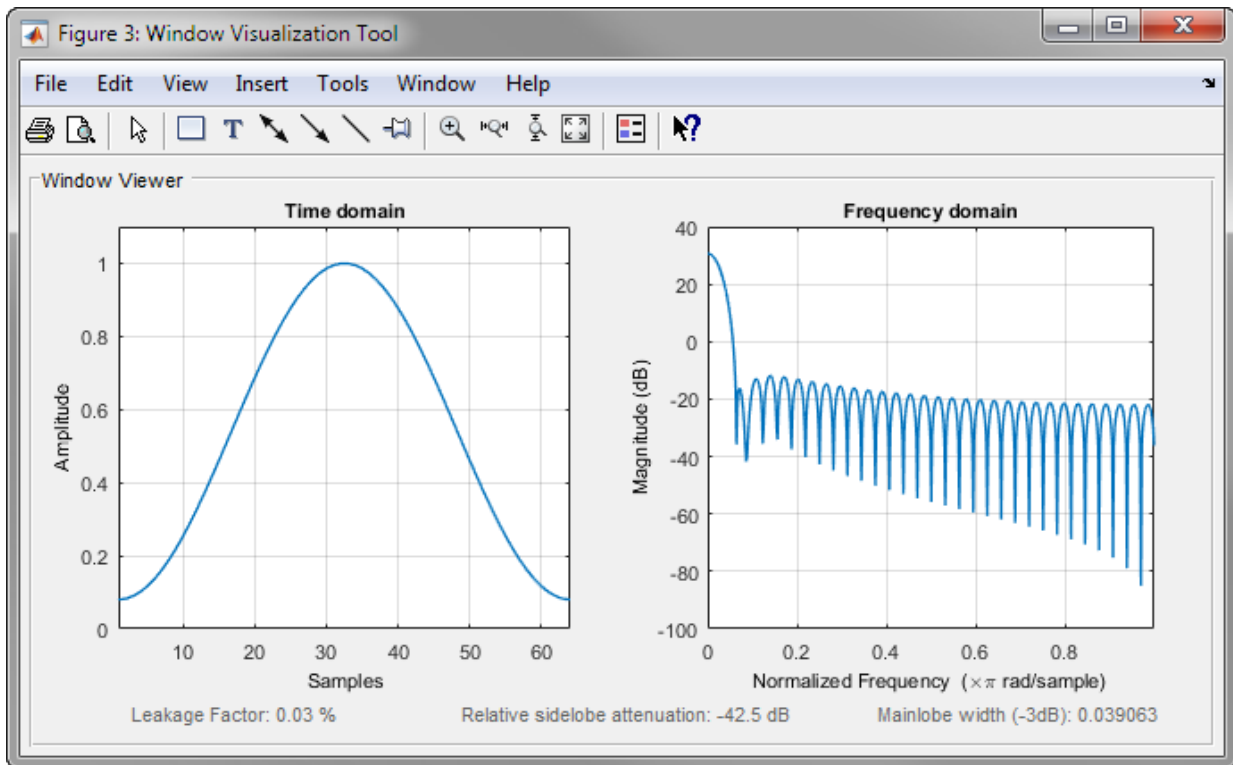 Figure 3: Window Visualization Tool
File Edit View Insert Tools Window Help
T
Window Viewer
Time domain
1
0.8
0.6
0.4
0.2
0
Amplitude
10 20 30 40 50 60
Samples
Frequency domain
40
20
0
-20
-40
-60
-80
-100
Magnitude (dB)
0 0.2 0.4 0.6 0.8
Normalized Frequency (×π rad/sample)
Leakage Factor: 0.03 %
Relative sidelobe attenuation: -42.5 dB
Mainlobe width (-3dB): 0.039063